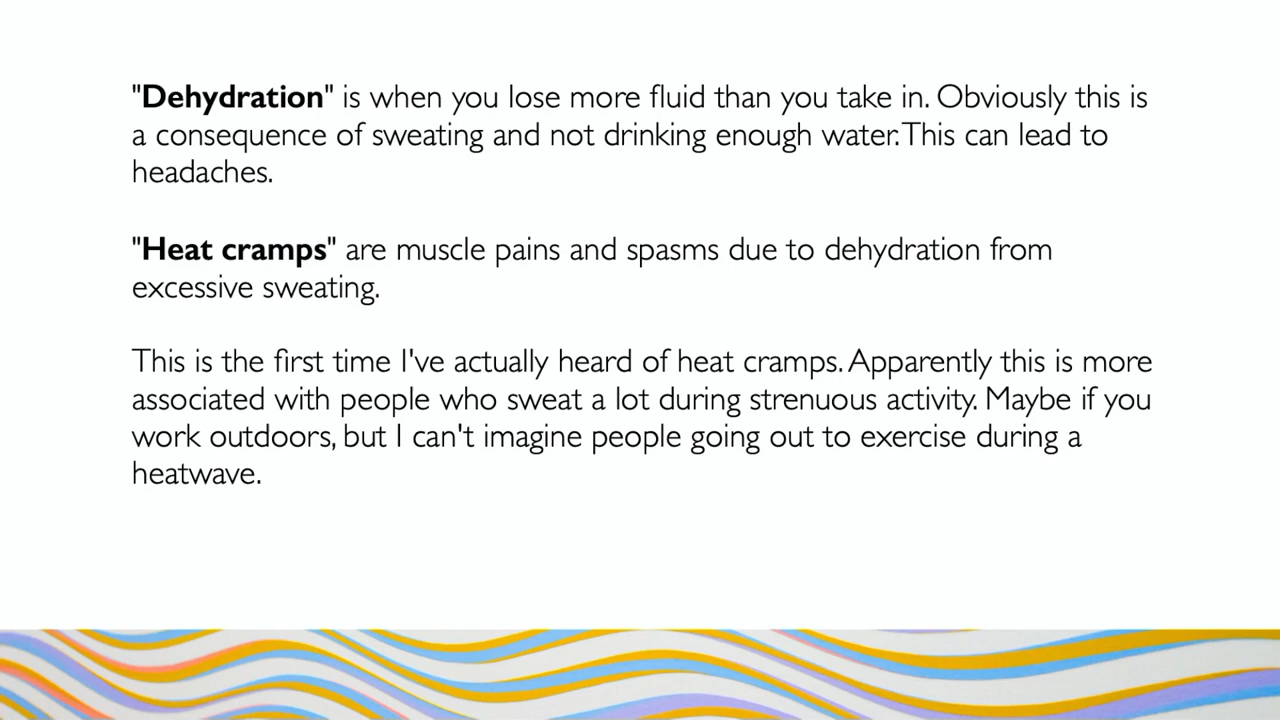 "Dehydration" is when you lose more fluid than you take in. Obviously this is
a consequence of sweating and not drinking enough water. This can lead to
headaches.
"Heat cramps" are muscle pains and spasms due to dehydration from
excessive sweating.
This is the first time I've actually heard of heat cramps. Apparently this is more
associated with people who sweat a lot during strenuous activity. Maybe if you
work outdoors, but I can't imagine people going out to exercise during a
heatwave.